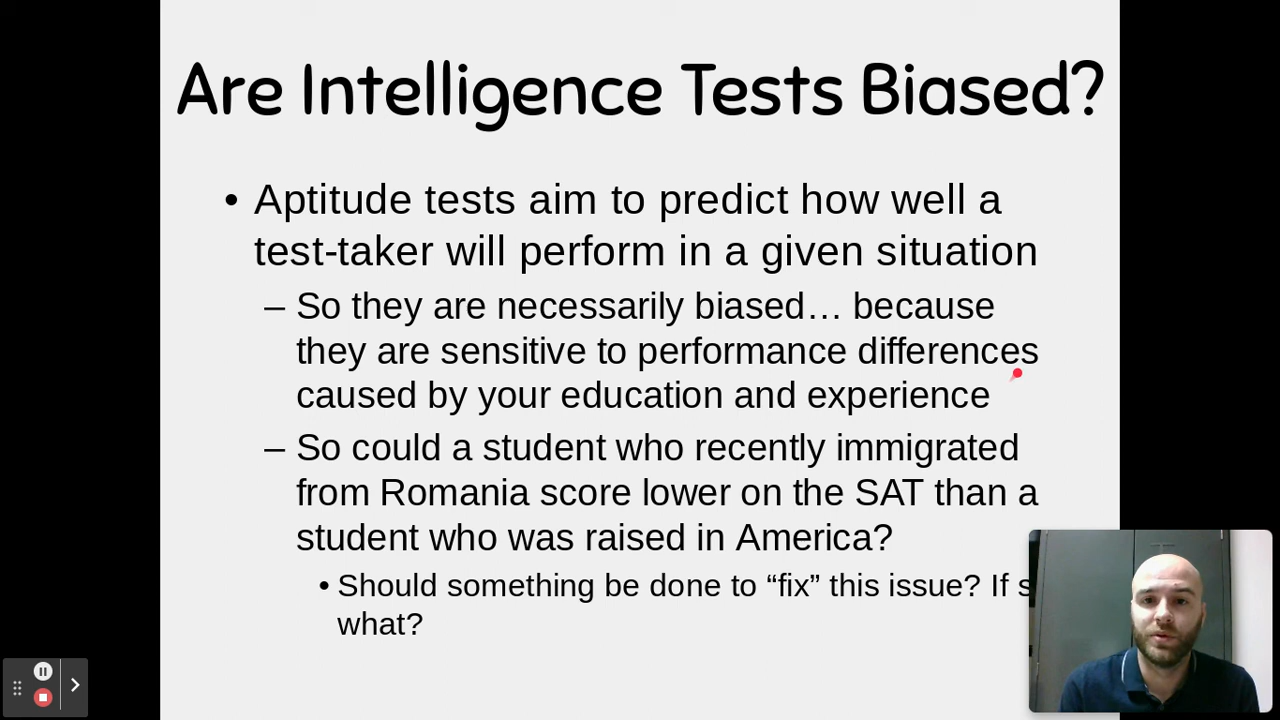 Are Intelligence Tests Biased?
• Aptitude tests aim to predict how well a
test-taker will perform in a given situation
– So they are necessarily biased… because
they are sensitive to performance differences
caused by your education and experience
– So could a student who recently immigrated
from Romania score lower on the SAT than a
student who was raised in America?
• Should something be done to “fix” this issue? If
what?